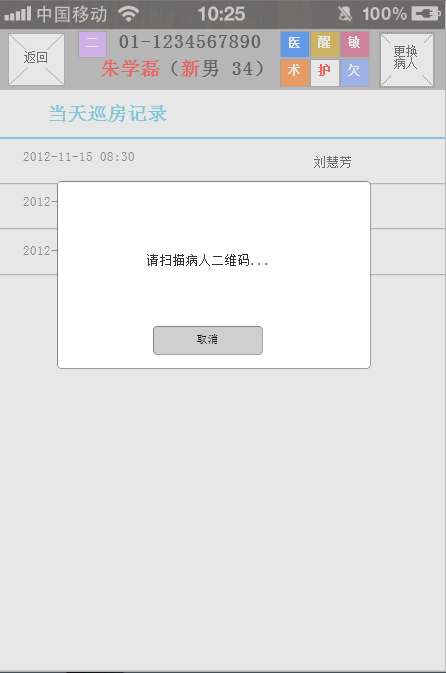 中国移动 10:25 100%
返回 二 01-1234567890 医 醒 敏 更换
朱学磊（新男 34） 术 护 欠 病人
当天巡房记录
2012-11-15 08:30 刘慧芳
2012-
2012-
请扫描病人二维码...
取消